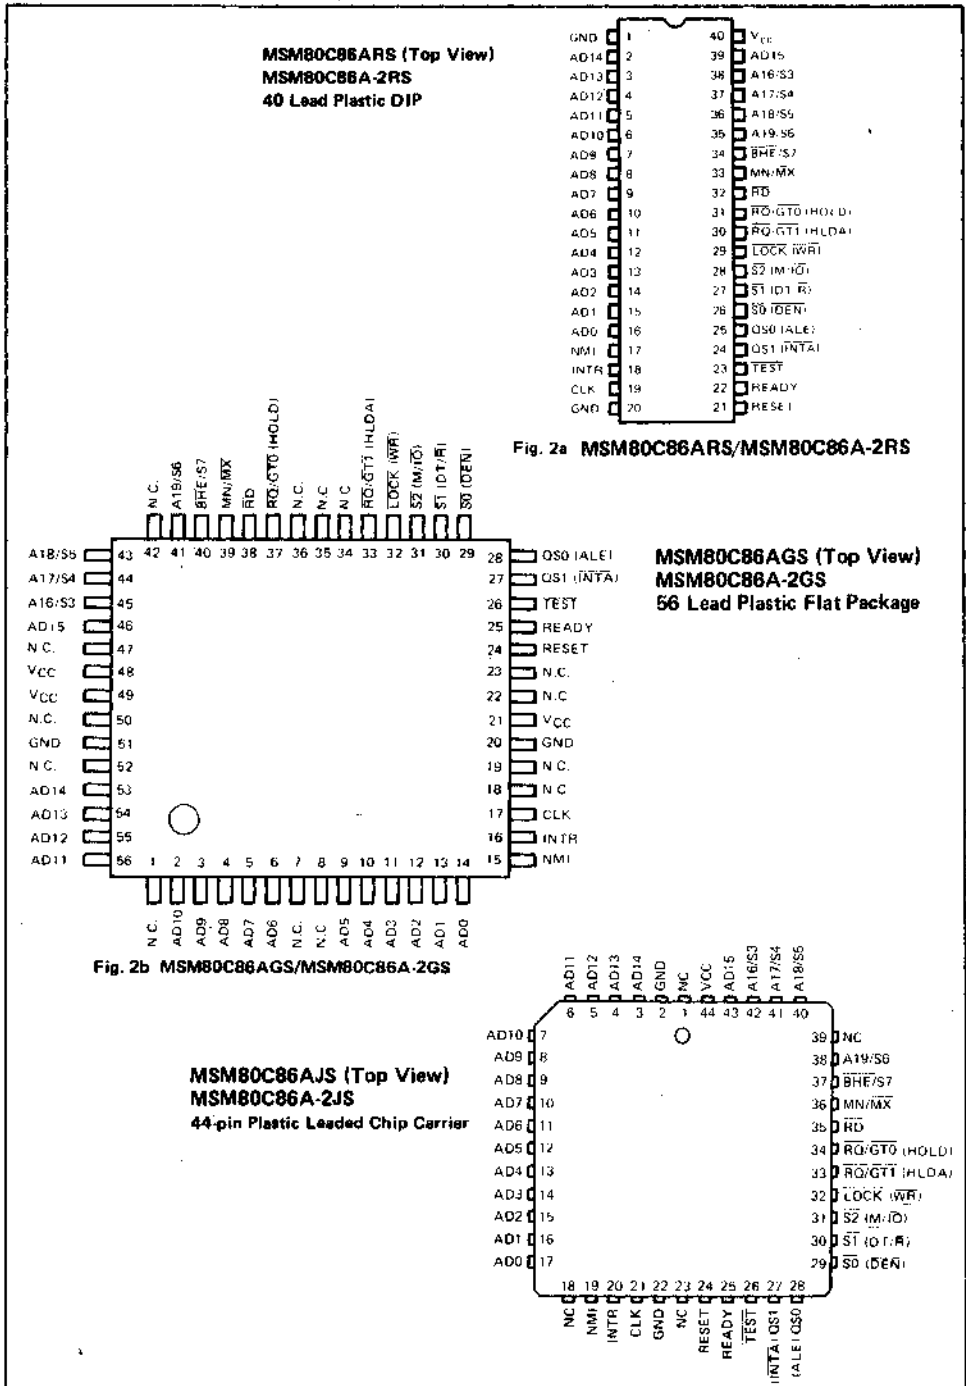 MSM80C86ARS (Top View)
MSM80C86A-2RS
40 Lead Plastic DIP
GND 1 40 VCC
AD14 2 39 AD15
AD13 3 38 A16/S3
AD12 4 37 A17/S4
AD11 5 36 A18/S5
AD10 6 35 A19/S6
AD9 7 34 BHE/S7
AD8 8 33 MN/MX
AD7 9 32 RD
AD6 10 31 RQ/GT0 (HOLD)
AD5 11 30 RQ/GT1 (HLDA)
AD4 12 29 LOCK (WR)
AD3 13 28 S2 (M/IO)
AD2 14 27 S1 (DT/R)
AD1 15 26 S0 (DEN)
AD0 16 25 QS0 (ALE)
NMI 17 24 QS1 (INTA)
INTR 18 23 TEST
CLK 19 22 READY
GND 20 21 RESET
Fig. 2a MSM80C86ARS/MSM80C86A-2RS
N.C. A19/S6 BHE/S7 MN/MX RD RQ/GT0 (HOLD) N.C. N.C N.C RQ/GT1 (HLDA) LOCK (WR) S2 (M/IO) S1 (DT/R) S0 (DEN)
42 41 40 39 38 37 36 35 34 33 32 31 30 29
A18/S5 43 28 QS0 (ALE)
A17/S4 44 27 QS1 (INTA)
A16/S3 45 26 TEST
AD15 46 25 READY
N.C. 47 24 RESET
VCC 48 23 N.C.
VCC 49 22 N.C
N.C. 50 21 VCC
GND 51 20 GND
N C. 52 19 N C.
AD14 53 18 N C
AD13 54 17 CLK
AD12 55 16 INTR
AD11 56 15 NMI
1 2 3 4 5 6 7 8 9 10 11 12 13 14
N.C. AD10 AD9 AD8 AD7 AD6 N.C. N.C AD5 AD4 AD3 AD2 AD1 AD0
MSM80C86AGS (Top View)
MSM80C86A-2GS
56 Lead Plastic Flat Package
Fig. 2b MSM80C86AGS/MSM80C86A-2GS
MSM80C86AJS (Top View)
MSM80C86A-2JS
44-pin Plastic Leaded Chip Carrier
AD11 AD12 AD13 AD14 GND NC VCC AD15 A16/S3 A17/S4 A18/S5
6 5 4 3 2 1 44 43 42 41 40
AD10 7 39 NC
AD9 8 38 A19/S6
AD8 9 37 BHE/S7
AD7 10 36 MN/MX
AD6 11 35 RD
AD5 12 34 RQ/GT0 (HOLD)
AD4 13 33 RQ/GT1 (HLDA)
AD3 14 32 LOCK (WR)
AD2 15 31 S2 (M/IO)
AD1 16 30 S1 (DT/R)
AD0 17 29 S0 (DEN)
18 19 20 21 22 23 24 25 26 27 28
NC NMI INTR CLK GND NC RESET READY TEST (INTA) QS1 (ALE) QS0